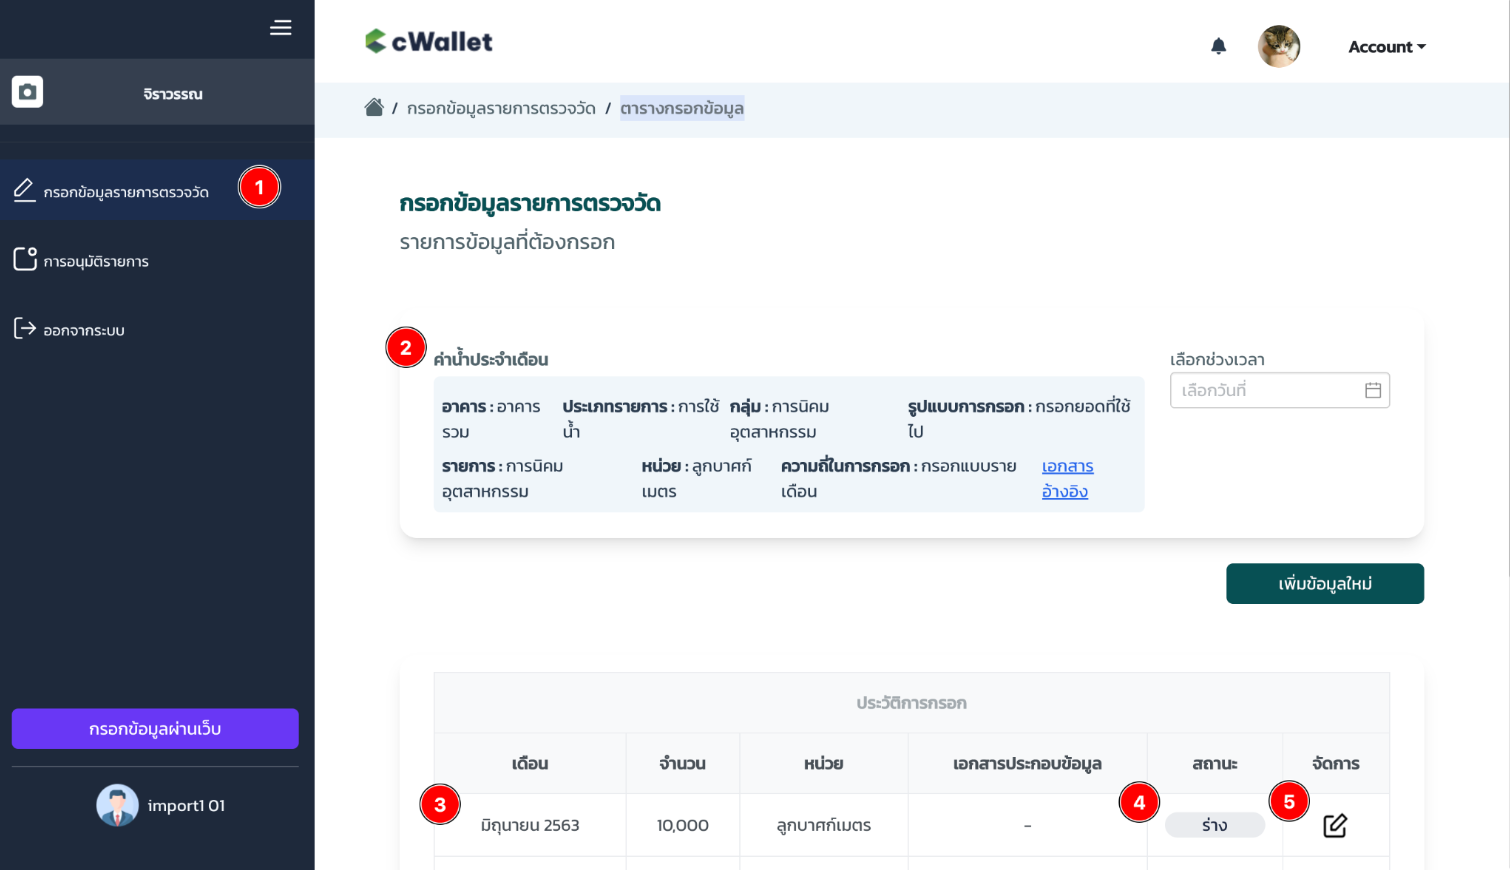 cWallet
Account
จิราวรรณ
/ กรอกข้อมูลรายการตรวจวัด / ตารางกรอกข้อมูล
กรอกข้อมูลรายการตรวจวัด
1
การอนุมัติรายการ
ออกจากระบบ
กรอกข้อมูลรายการตรวจวัด
รายการข้อมูลที่ต้องกรอก
2
ค่าน้ำประจำเดือน
อาคาร : อาคาร
รวม
ประเภทรายการ : การใช้
น้ำ
กลุ่ม : การนิคม
อุตสาหกรรม
รูปแบบการกรอก : กรอกยอดที่ใช้
ไป
รายการ : การนิคม
อุตสาหกรรม
หน่วย : ลูกบาศก์
เมตร
ความถี่ในการกรอก : กรอกแบบราย
เดือน
เอกสาร
อ้างอิง
เลือกช่วงเวลา
เลือกวันที่
เพิ่มข้อมูลใหม่
ประวัติการกรอก
เดือน จำนวน หน่วย เอกสารประกอบข้อมูล สถานะ จัดการ
3 4 5
มิถุนายน 2563 10,000 ลูกบาศก์เมตร - ร่าง
กรอกข้อมูลผ่านเว็บ
import1 01